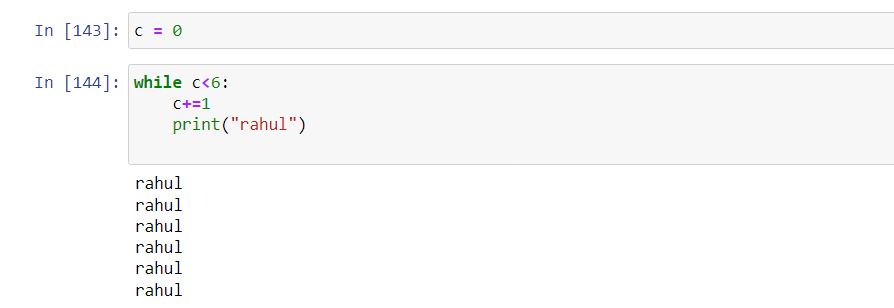 In [143]: c = 0
In [144]: while c<6:
    c+=1
    print("rahul")
rahul
rahul
rahul
rahul
rahul
rahul